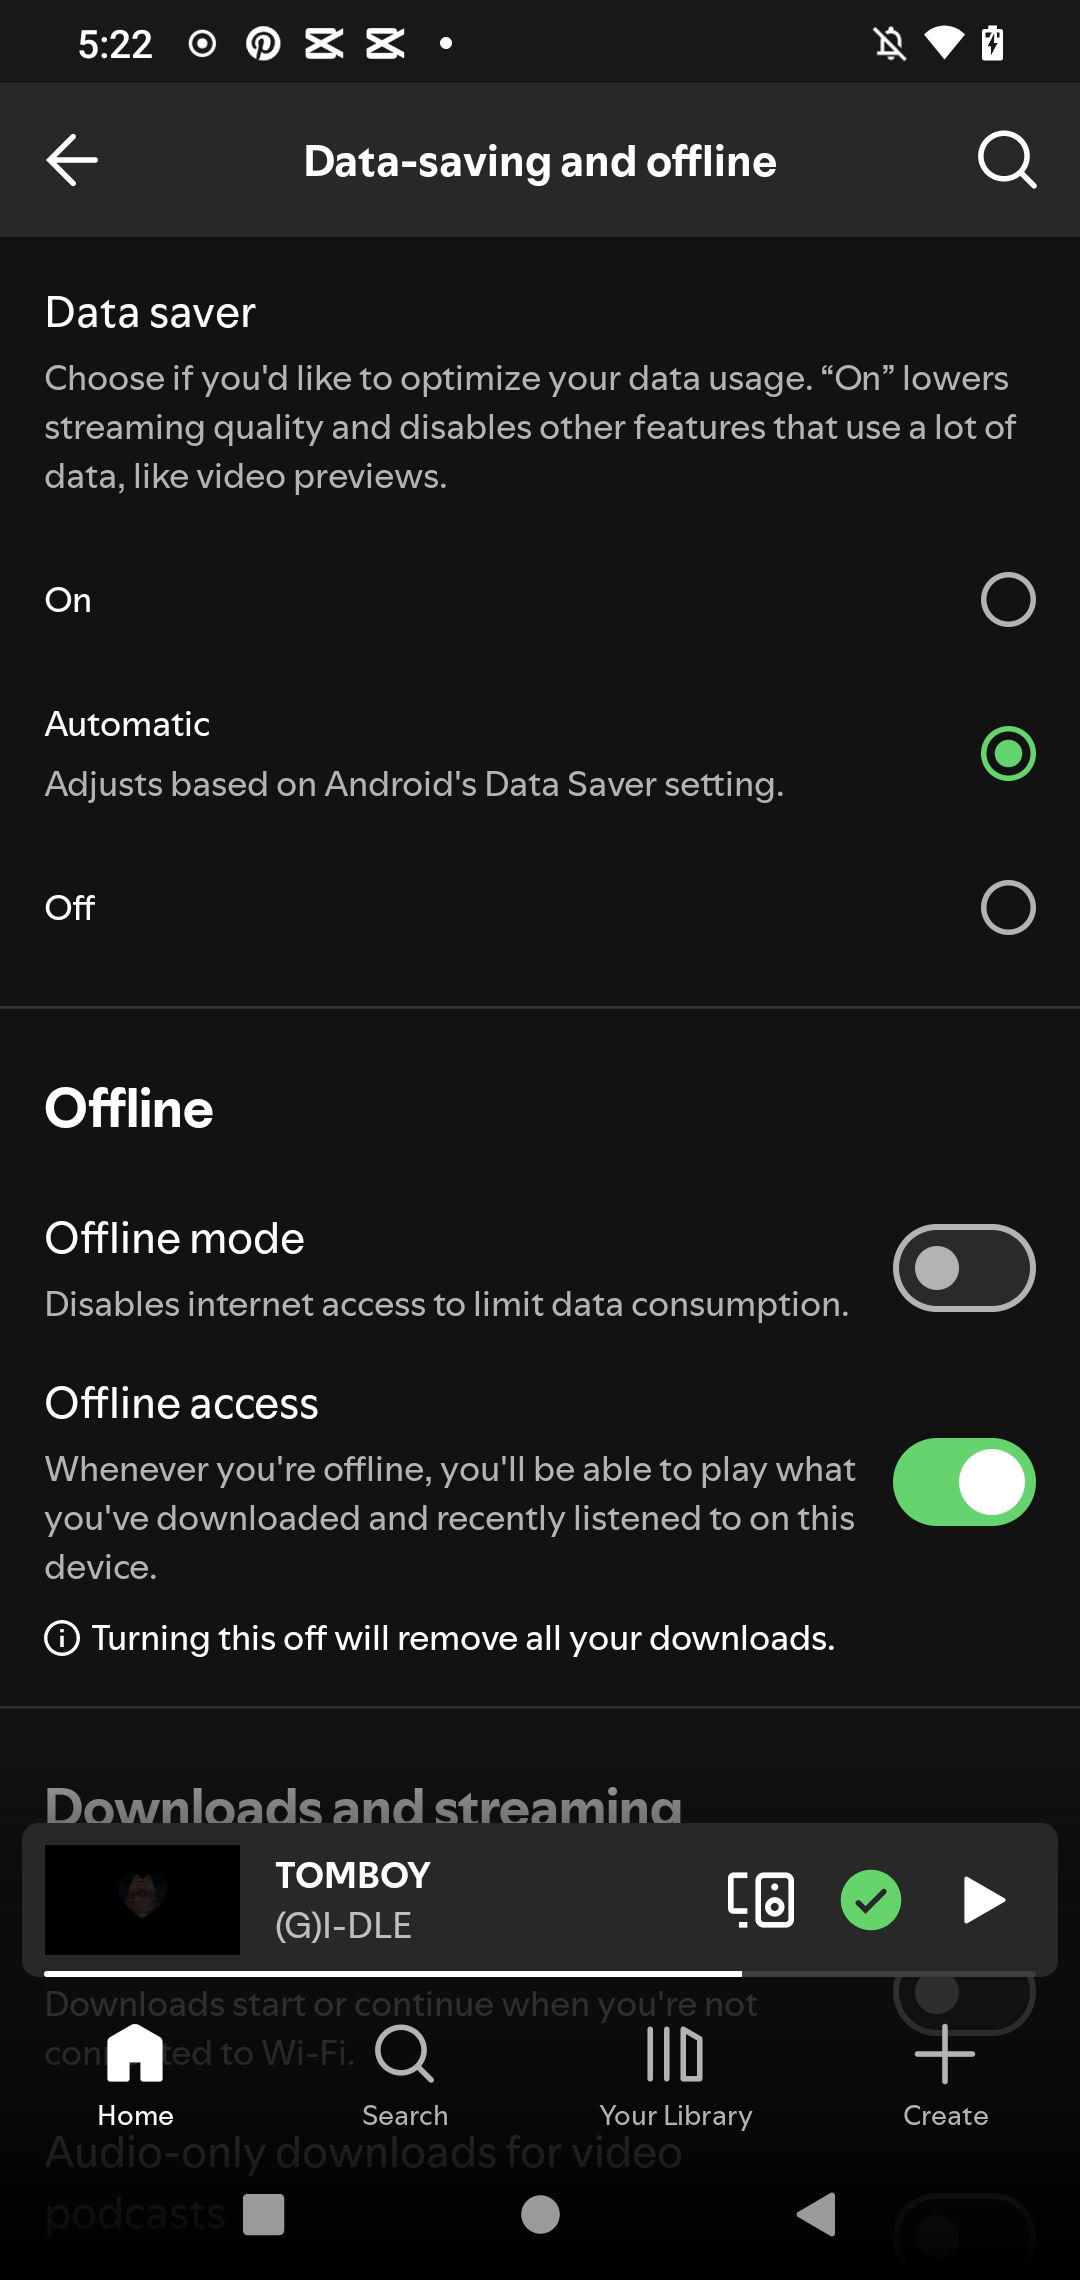 5:22
Data-saving and offline
Data saver
Choose if you'd like to optimize your data usage. “On” lowers
streaming quality and disables other features that use a lot of
data, like video previews.
On
Automatic
Adjusts based on Android's Data Saver setting.
Off
Offline
Offline mode
Disables internet access to limit data consumption.
Offline access
Whenever you're offline, you'll be able to play what
you've downloaded and recently listened to on this
device.
Turning this off will remove all your downloads.
Downloads and streaming
TOMBOY
(G)I-DLE
Downloads start or continue when you're not
connected to Wi-Fi.
Home
Search
Your Library
Create
Audio-only downloads for video
podcasts